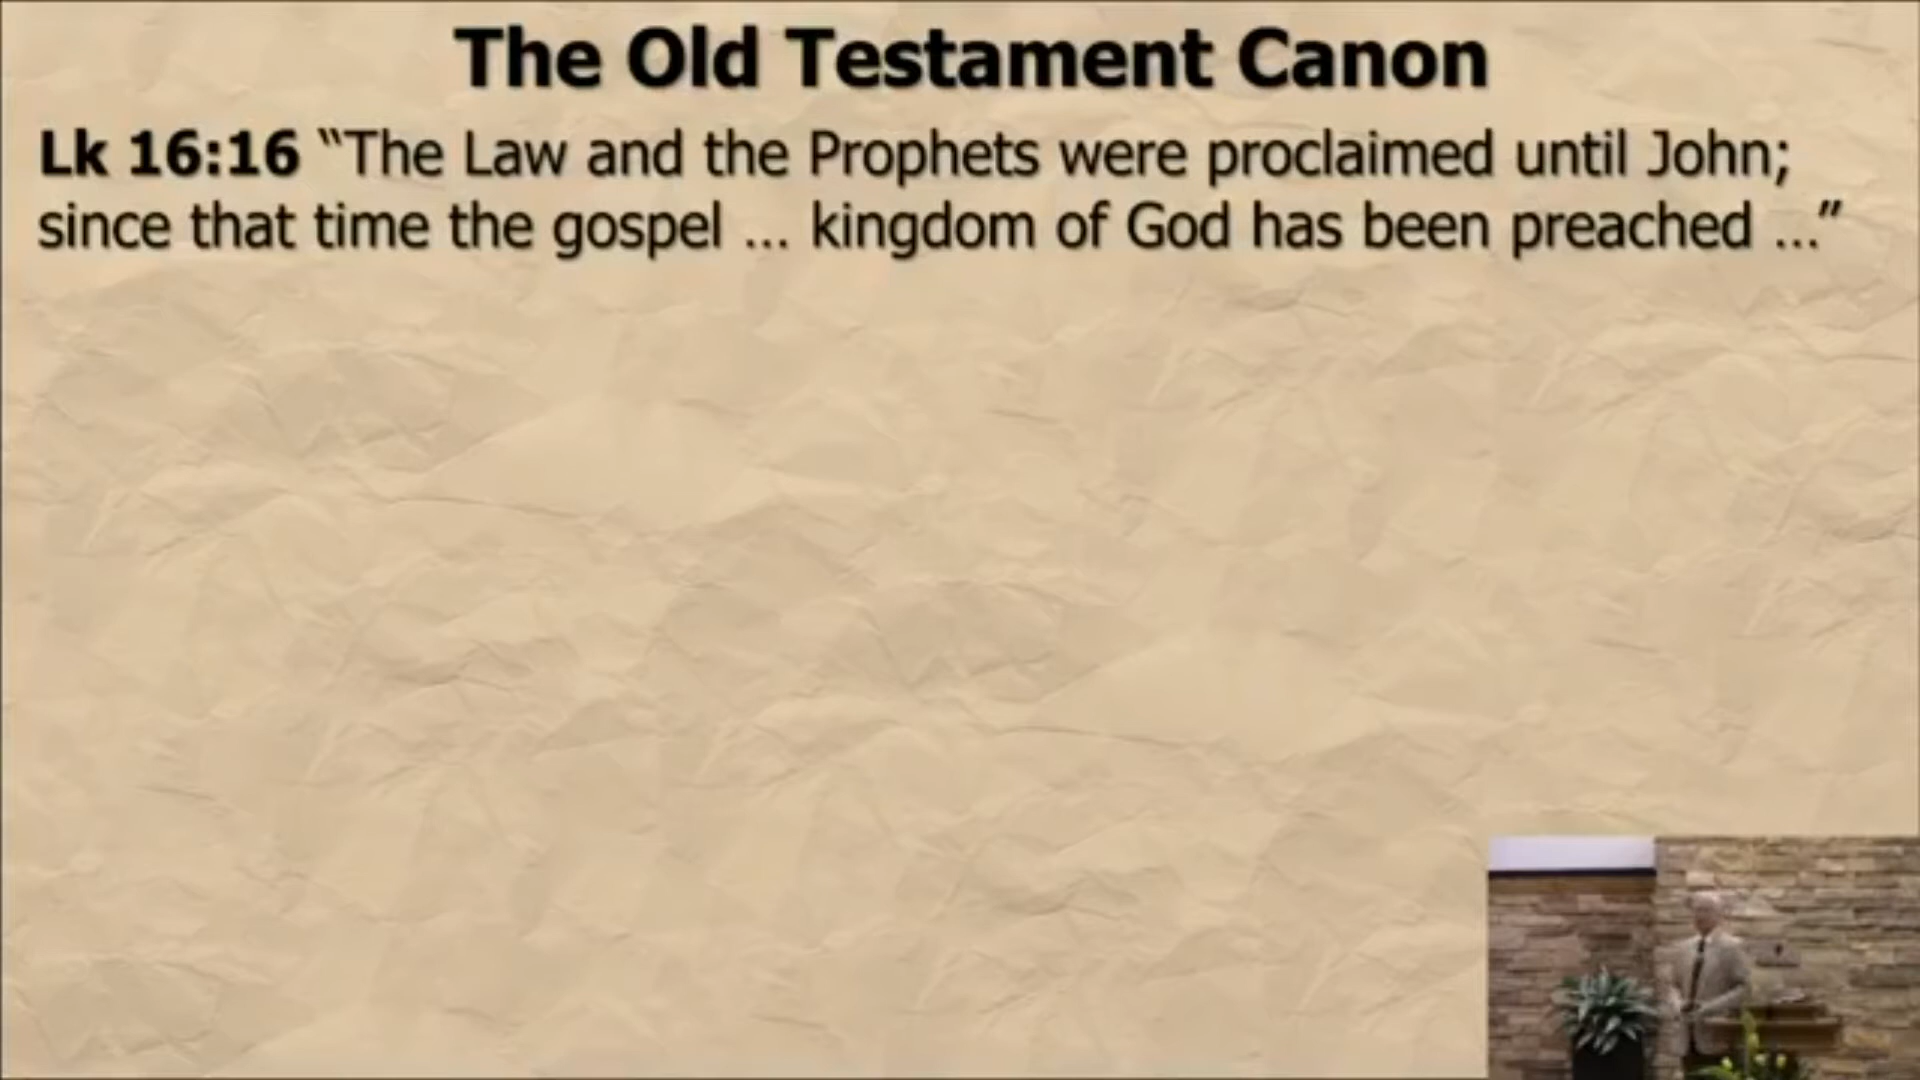 The Old Testament Canon
Lk 16:16 “The Law and the Prophets were proclaimed until John;
since that time the gospel … kingdom of God has been preached …”